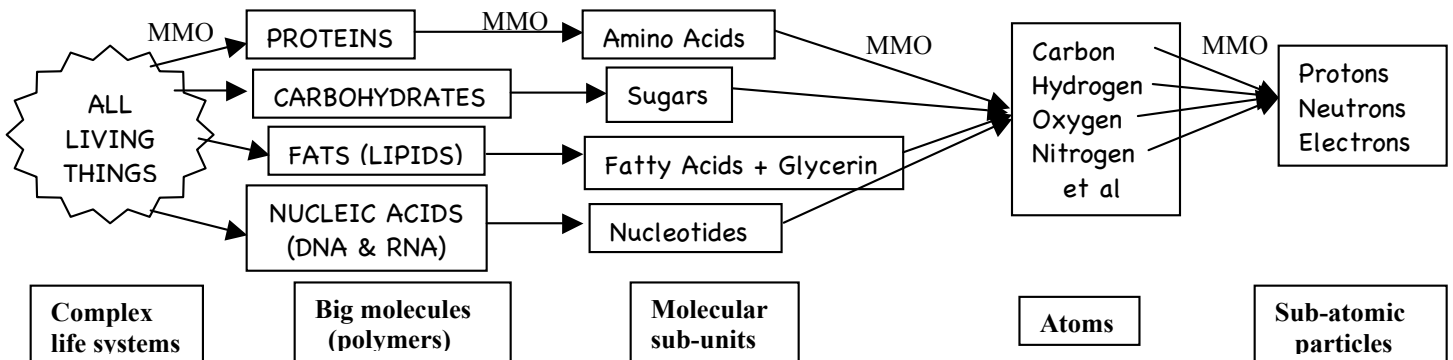 MMO
MMO
MMO
MMO
ALL
LIVING
THINGS
PROTEINS
CARBOHYDRATES
FATS (LIPIDS)
NUCLEIC ACIDS
(DNA & RNA)
Amino Acids
Sugars
Fatty Acids + Glycerin
Nucleotides
Carbon
Hydrogen
Oxygen
Nitrogen
et al
Protons
Neutrons
Electrons
Complex
life systems
Big molecules
(polymers)
Molecular
sub-units
Atoms
Sub-atomic
particles